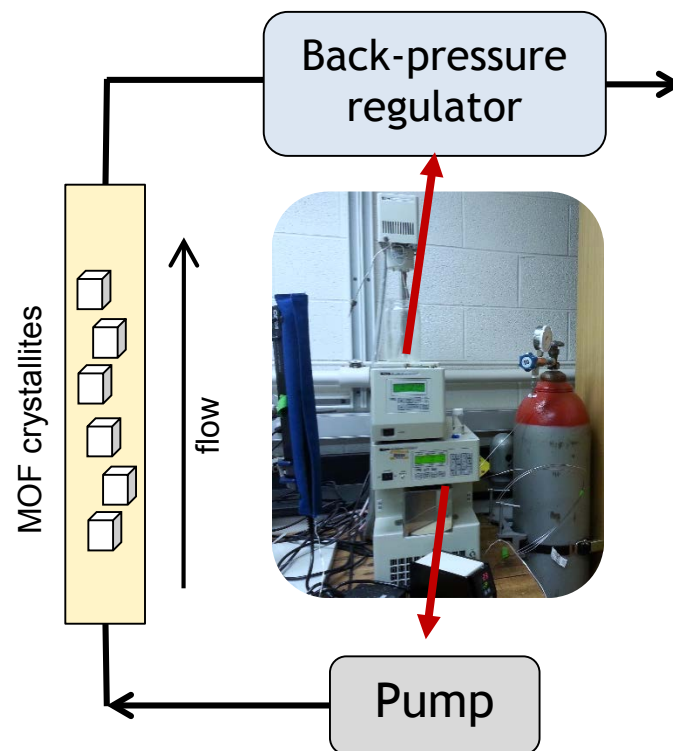 Back-pressure
regulator
MOF crystallites
flow
Pump